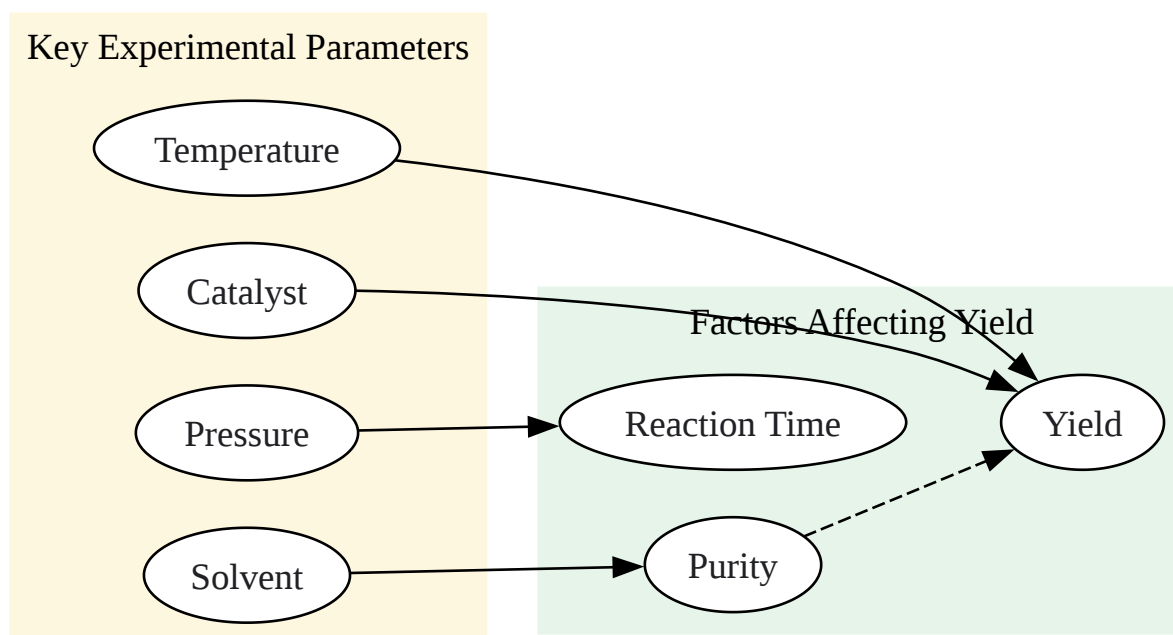 Key Experimental Parameters
Temperature
Catalyst
Pressure
Solvent
Factors Affecting Yield
Reaction Time
Yield
Purity